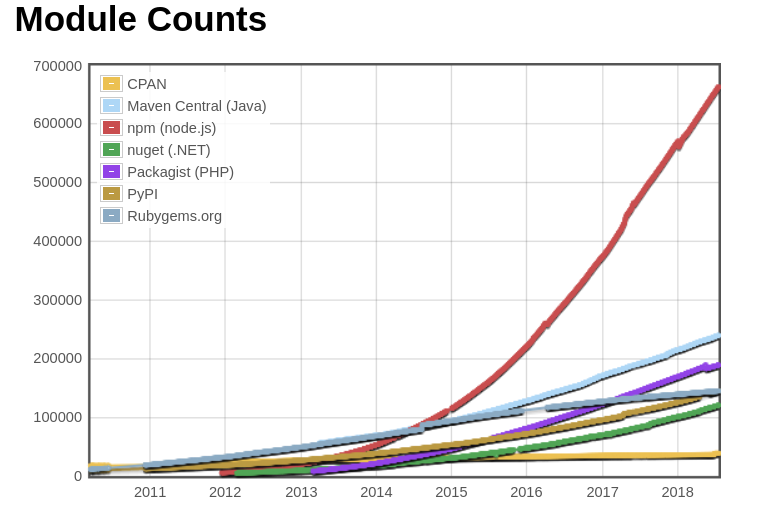 Module Counts
700000
600000
500000
400000
300000
200000
100000
0
CPAN
Maven Central (Java)
npm (node.js)
nuget (.NET)
Packagist (PHP)
PyPI
Rubygems.org
2011 2012 2013 2014 2015 2016 2017 2018